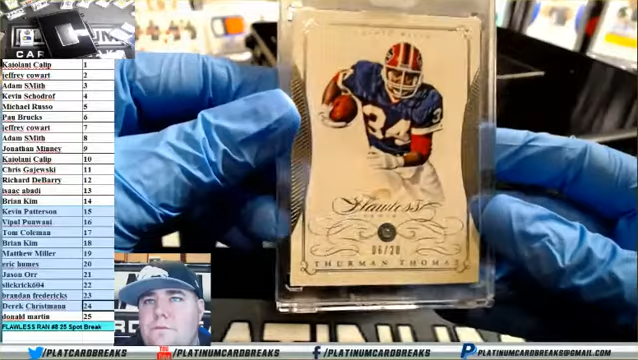 Kaiolani Calip 1
jeffrey cowart 2
Adam SMith 3
Kevin Schodrof 4
Michael Russo 5
Pau Brucks 6
jeffrey cowart 7
Adam SMith 8
Jonathan Minney 9
Kaiolani Calip 10
Chris Gajewski 11
Richard DeBarry 12
isaac abadi 13
Brian Kim 14
Kevin Patterson 15
Vipul Punwani 16
Tom Coleman 17
Brian Kim 18
Matthew Miller 19
eric humes 20
Jason Orr 21
slickrick604 22
brandan fredericks 23
Derek Christmann 24
donald martin 25
FLAWLESS RAN #8 25 Spot Break
34
Flawless
06/20
THURMAN THOMAS
/PLATCARDBREAKS
You Tube
/PLATINUMCARDBREAKS
/PLATINUMCARDBREAKS
PLATINUMCARDBREAKS@GMAIL.COM